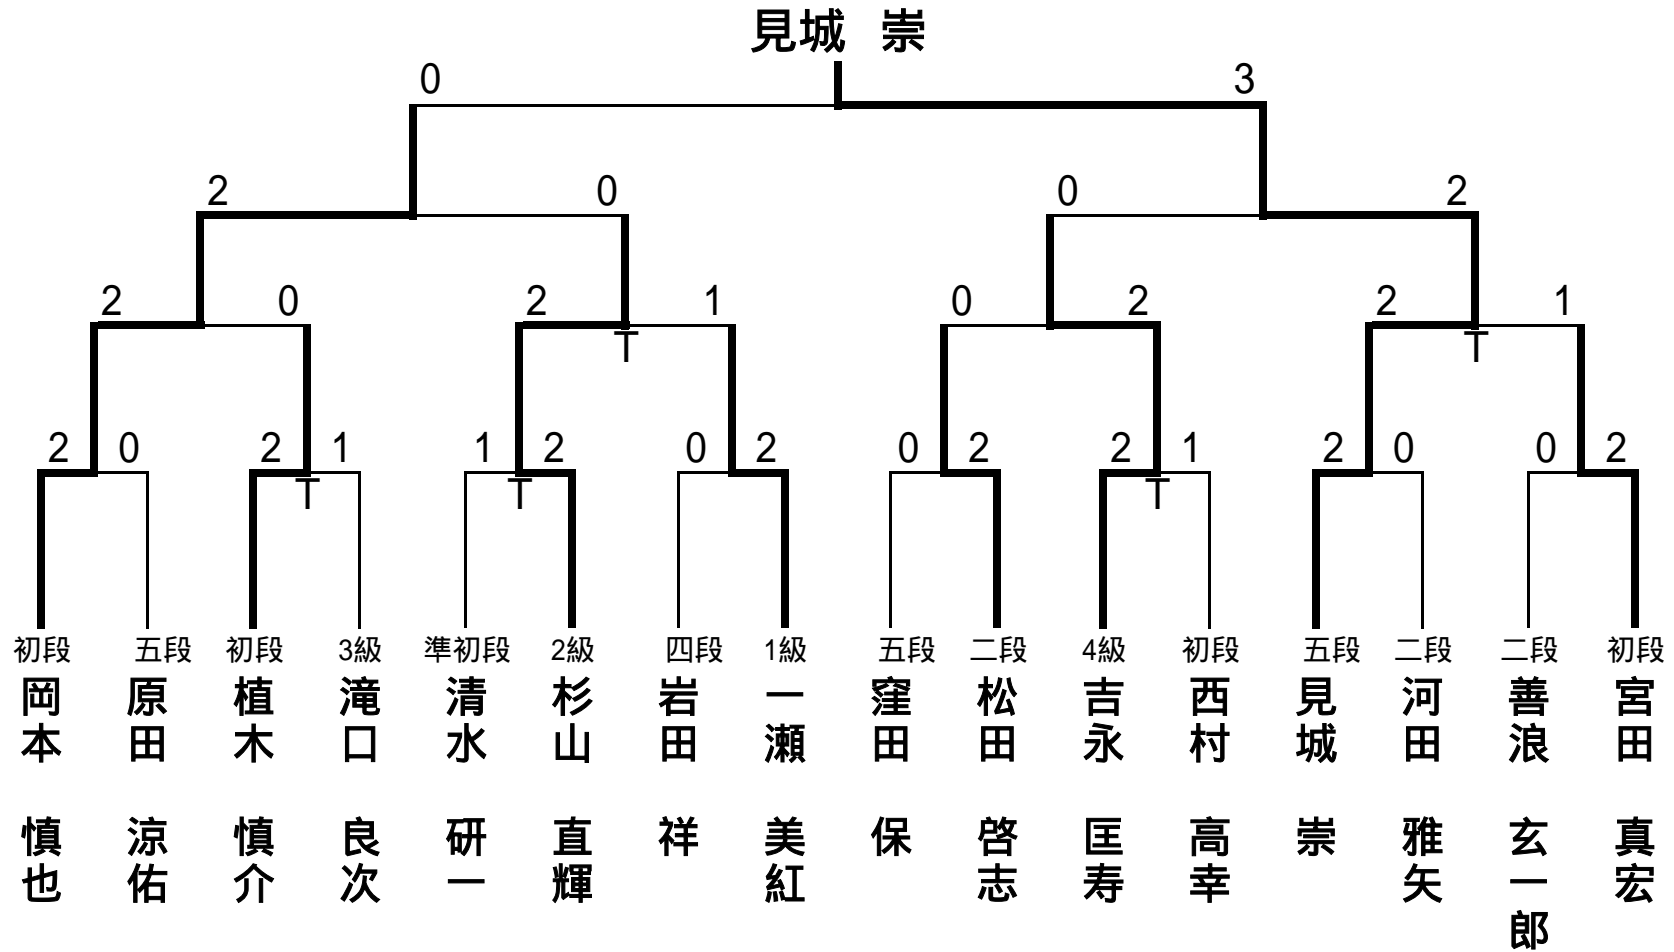 見城 崇
0 3
2 0 0 2
2 0 2 1 0 2 2 1
T T
2 0 2 1 1 2 0 2 0 2 2 1 2 0 0 2
T T T
初段 五段 初段 3級 準初段 2級 四段 1級 五段 二段 4級 初段 五段 二段 二段 初段
岡本 慎也
原田 涼佑
植木 慎介
滝口 良次
清水 研一
杉山 直輝
岩田 祥
一瀬 美紅
窪田 保
松田 啓志
吉永 匡寿
西村 高幸
見城 崇
河田 雅矢
善浪 玄一郎
宮田 真宏